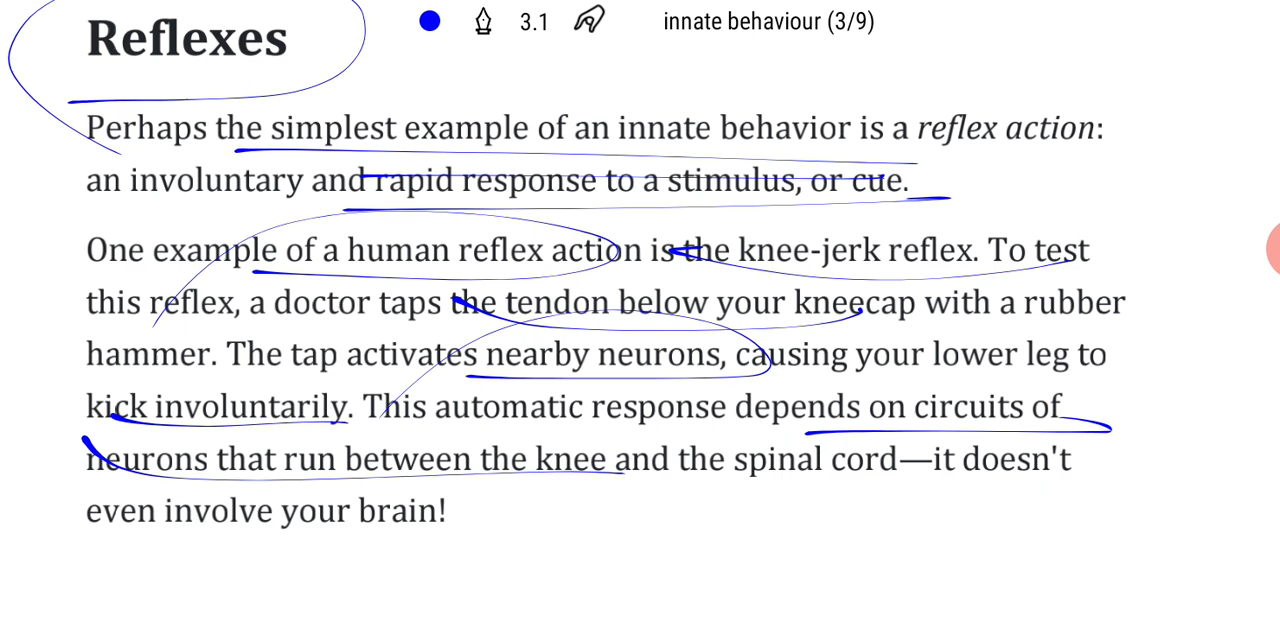 Reflexes
3.1 innate behaviour (3/9)
Perhaps the simplest example of an innate behavior is a reflex action:
an involuntary and rapid response to a stimulus, or cue.
One example of a human reflex action is the knee-jerk reflex. To test
this reflex, a doctor taps the tendon below your kneecap with a rubber
hammer. The tap activates nearby neurons, causing your lower leg to
kick involuntarily. This automatic response depends on circuits of
neurons that run between the knee and the spinal cord—it doesn't
even involve your brain!